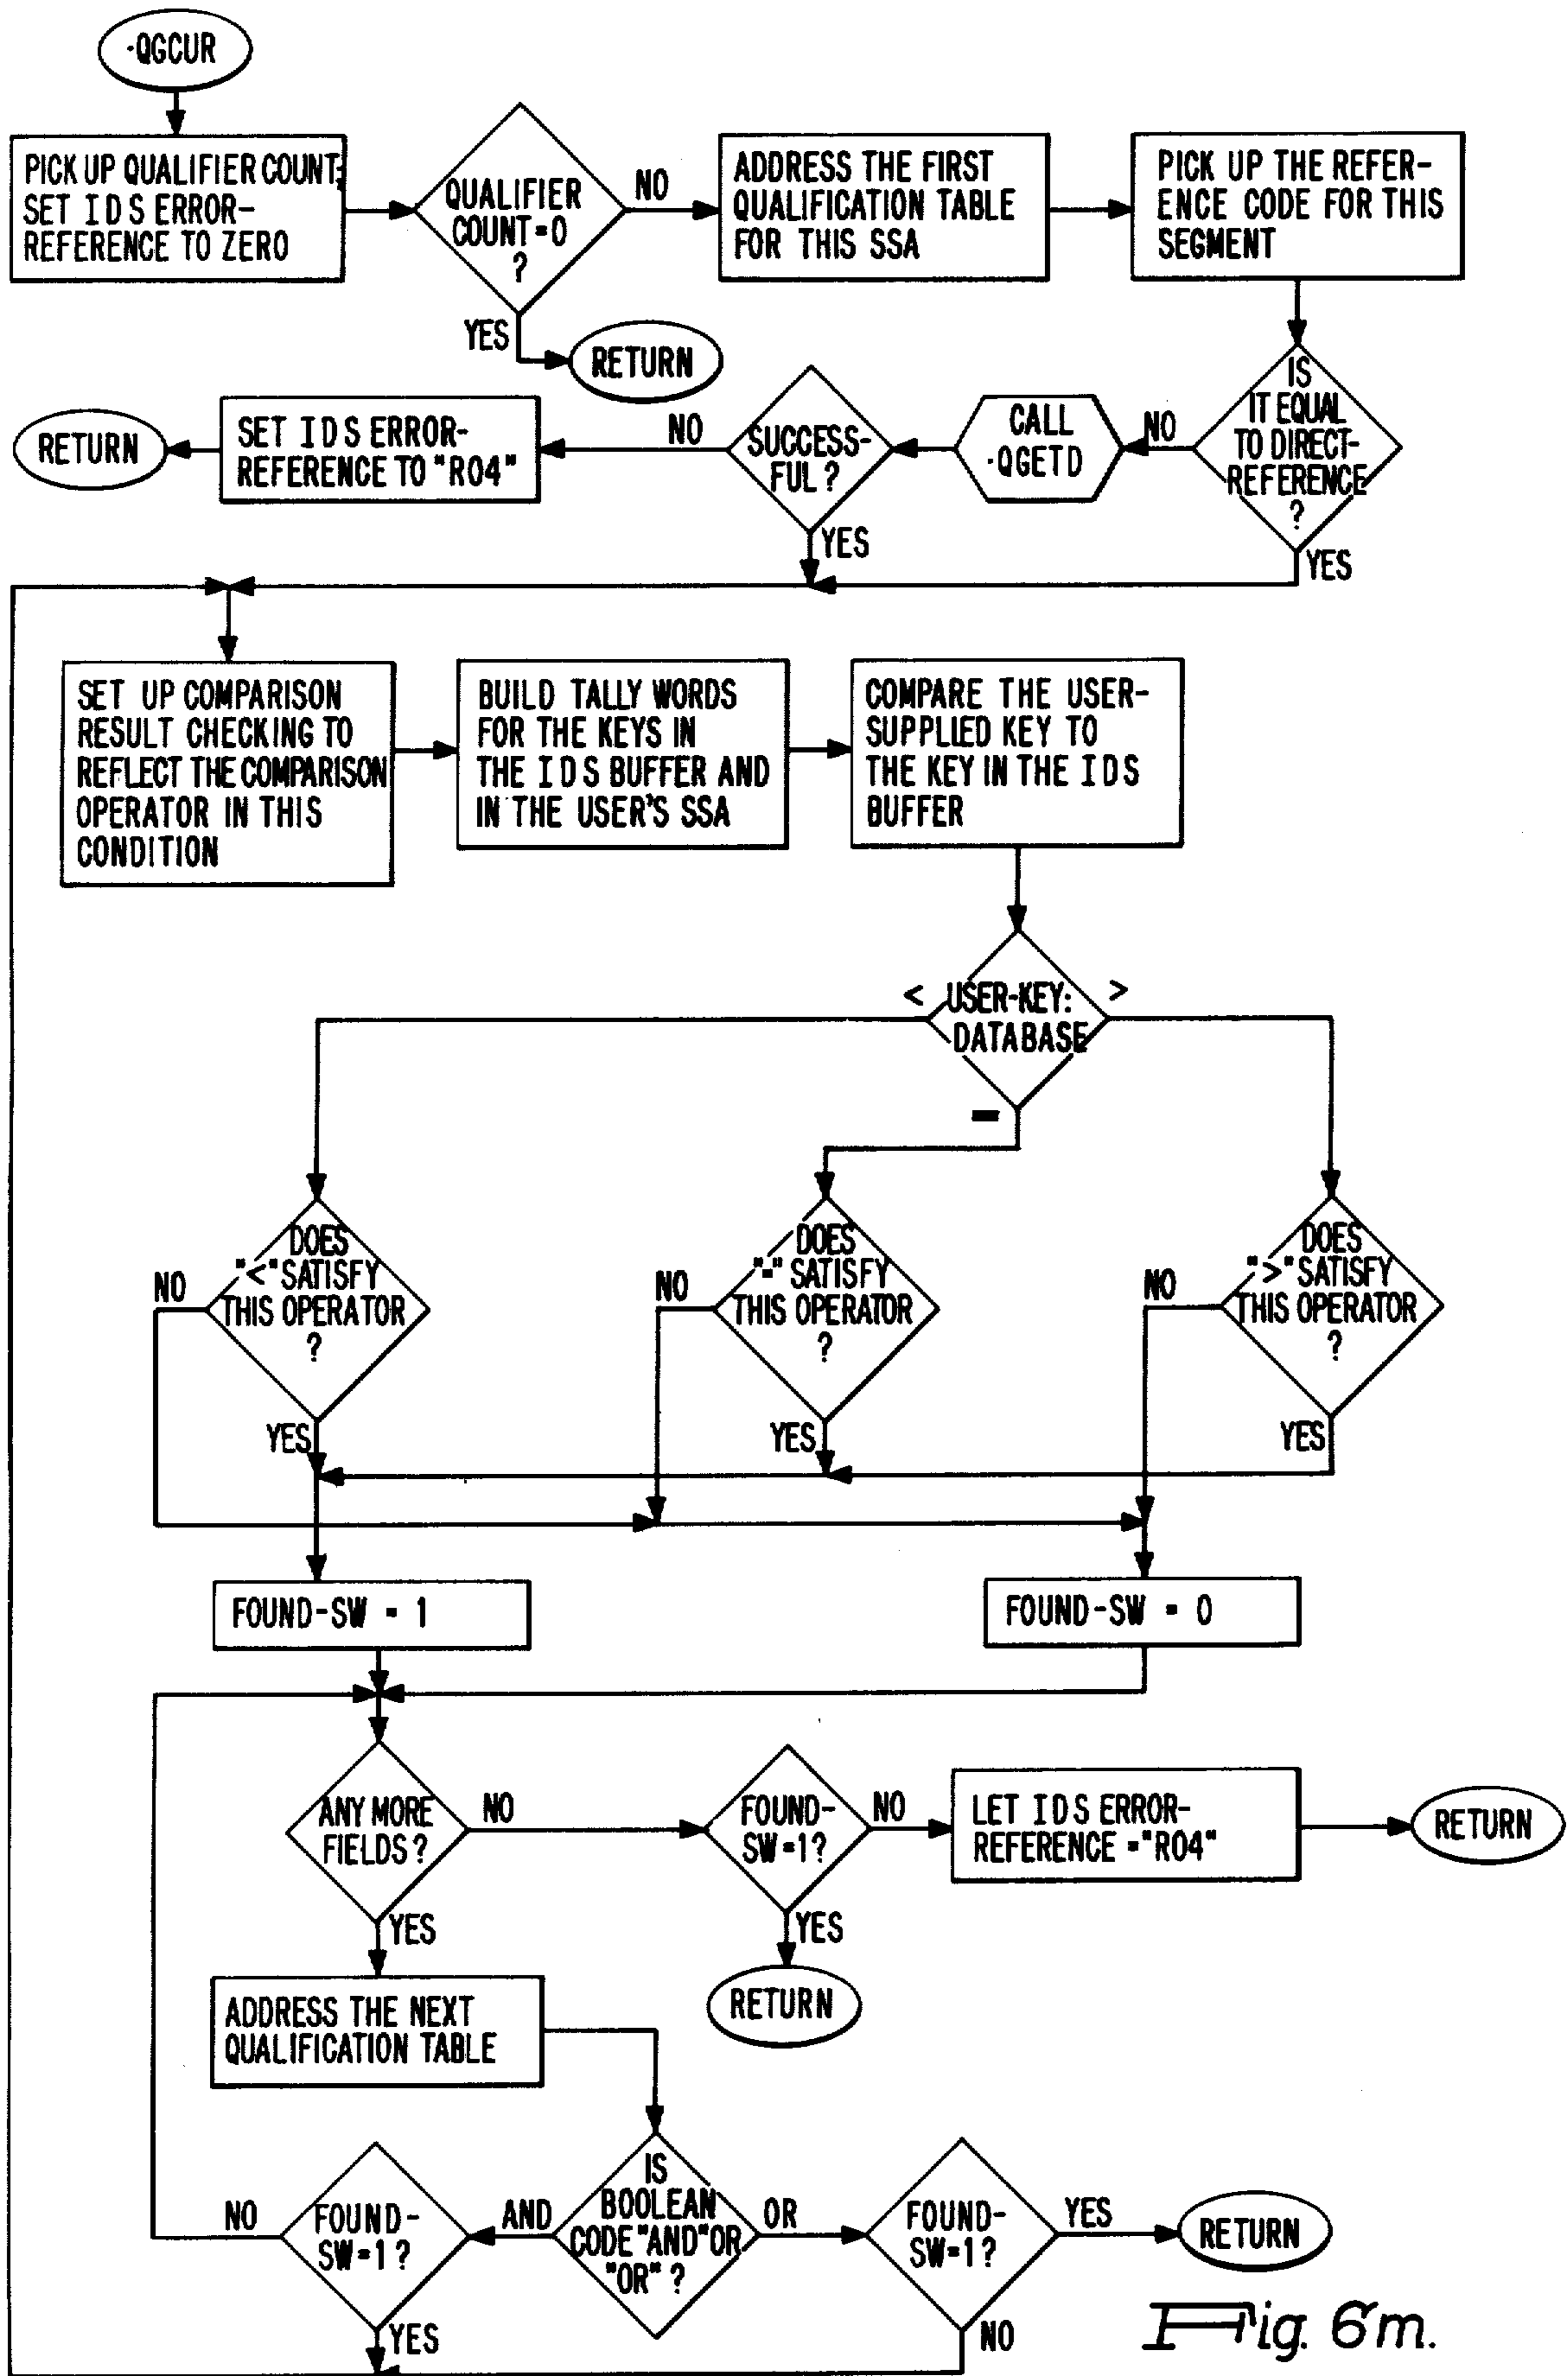 ·QGCUR
PICK UP QUALIFIER COUNT;
SET IDS ERROR-
REFERENCE TO ZERO
QUALIFIER
COUNT=0
?
NO
YES
RETURN
ADDRESS THE FIRST
QUALIFICATION TABLE
FOR THIS SSA
PICK UP THE REFER-
ENCE CODE FOR THIS
SEGMENT
IS
IT EQUAL
TO DIRECT-
REFERENCE
?
NO
YES
CALL
·QGETD
SUCCESS-
FUL?
NO
YES
SET IDS ERROR-
REFERENCE TO "R04"
RETURN
SET UP COMPARISON
RESULT CHECKING TO
REFLECT THE COMPARISON
OPERATOR IN THIS
CONDITION
BUILD TALLY WORDS
FOR THE KEYS IN
THE IDS BUFFER AND
IN THE USER'S SSA
COMPARE THE USER-
SUPPLIED KEY TO
THE KEY IN THE IDS
BUFFER
< USER-KEY: >
DATABASE
=
DOES
"<" SATISFY
THIS OPERATOR
?
NO
YES
DOES
"=" SATISFY
THIS OPERATOR
?
NO
YES
DOES
">" SATISFY
THIS OPERATOR
?
NO
YES
FOUND-SW = 1
FOUND-SW = 0
ANY MORE
FIELDS?
NO
YES
FOUND-
SW=1?
NO
YES
LET IDS ERROR-
REFERENCE ="R04"
RETURN
RETURN
ADDRESS THE NEXT
QUALIFICATION TABLE
IS
BOOLEAN
CODE "AND" OR
"OR" ?
AND
OR
FOUND-
SW=1?
NO
YES
FOUND-
SW=1?
YES
NO
RETURN
Fig. 6m.